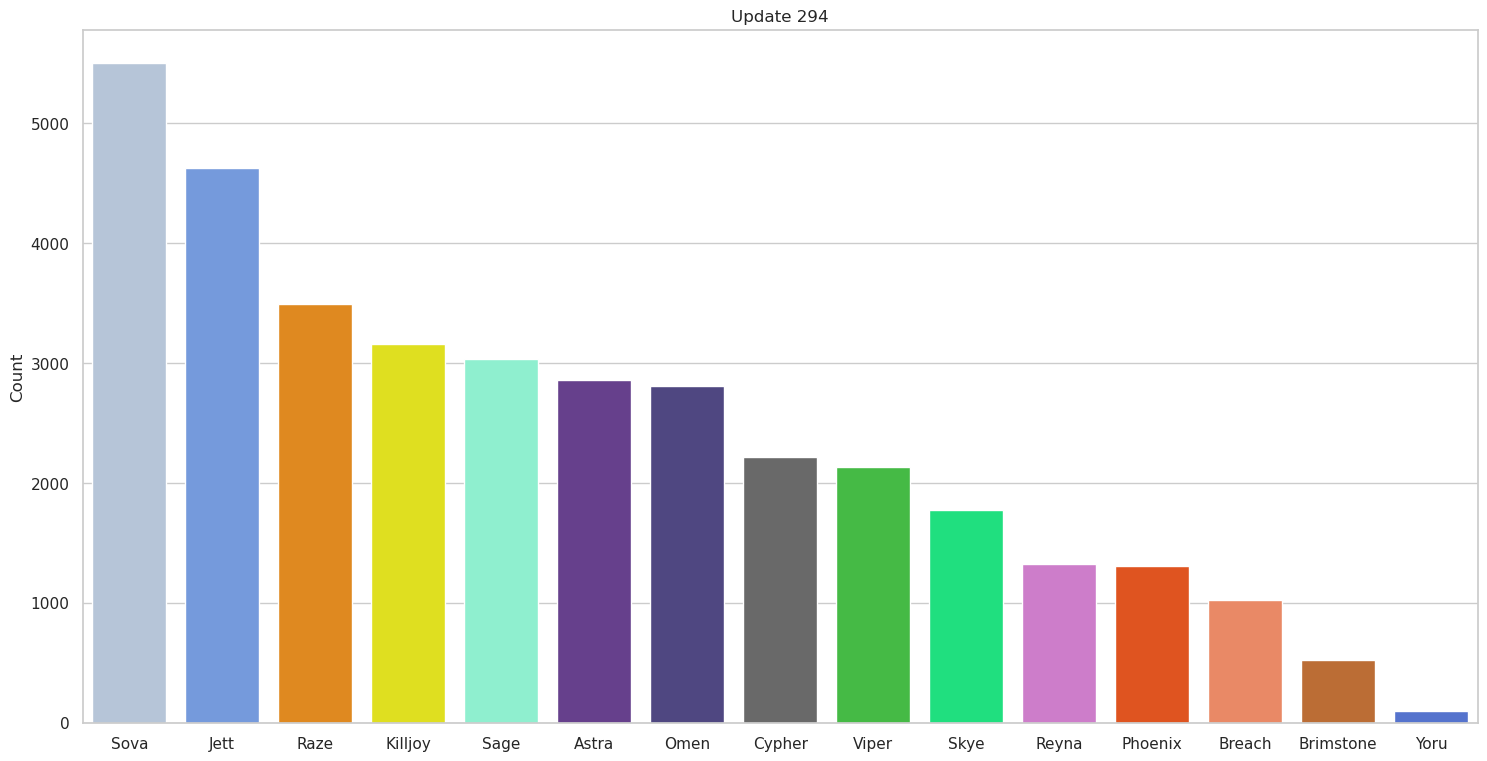 Update 294
Count
5000
4000
3000
2000
1000
0
Sova Jett Raze Killjoy Sage Astra Omen Cypher Viper Skye Reyna Phoenix Breach Brimstone Yoru